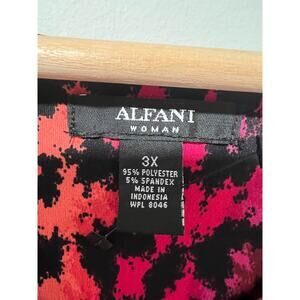 ALFANI
WOMAN
3X
95% POLYESTER
5% SPANDEX
MADE IN
INDONESIA
WPL 8046